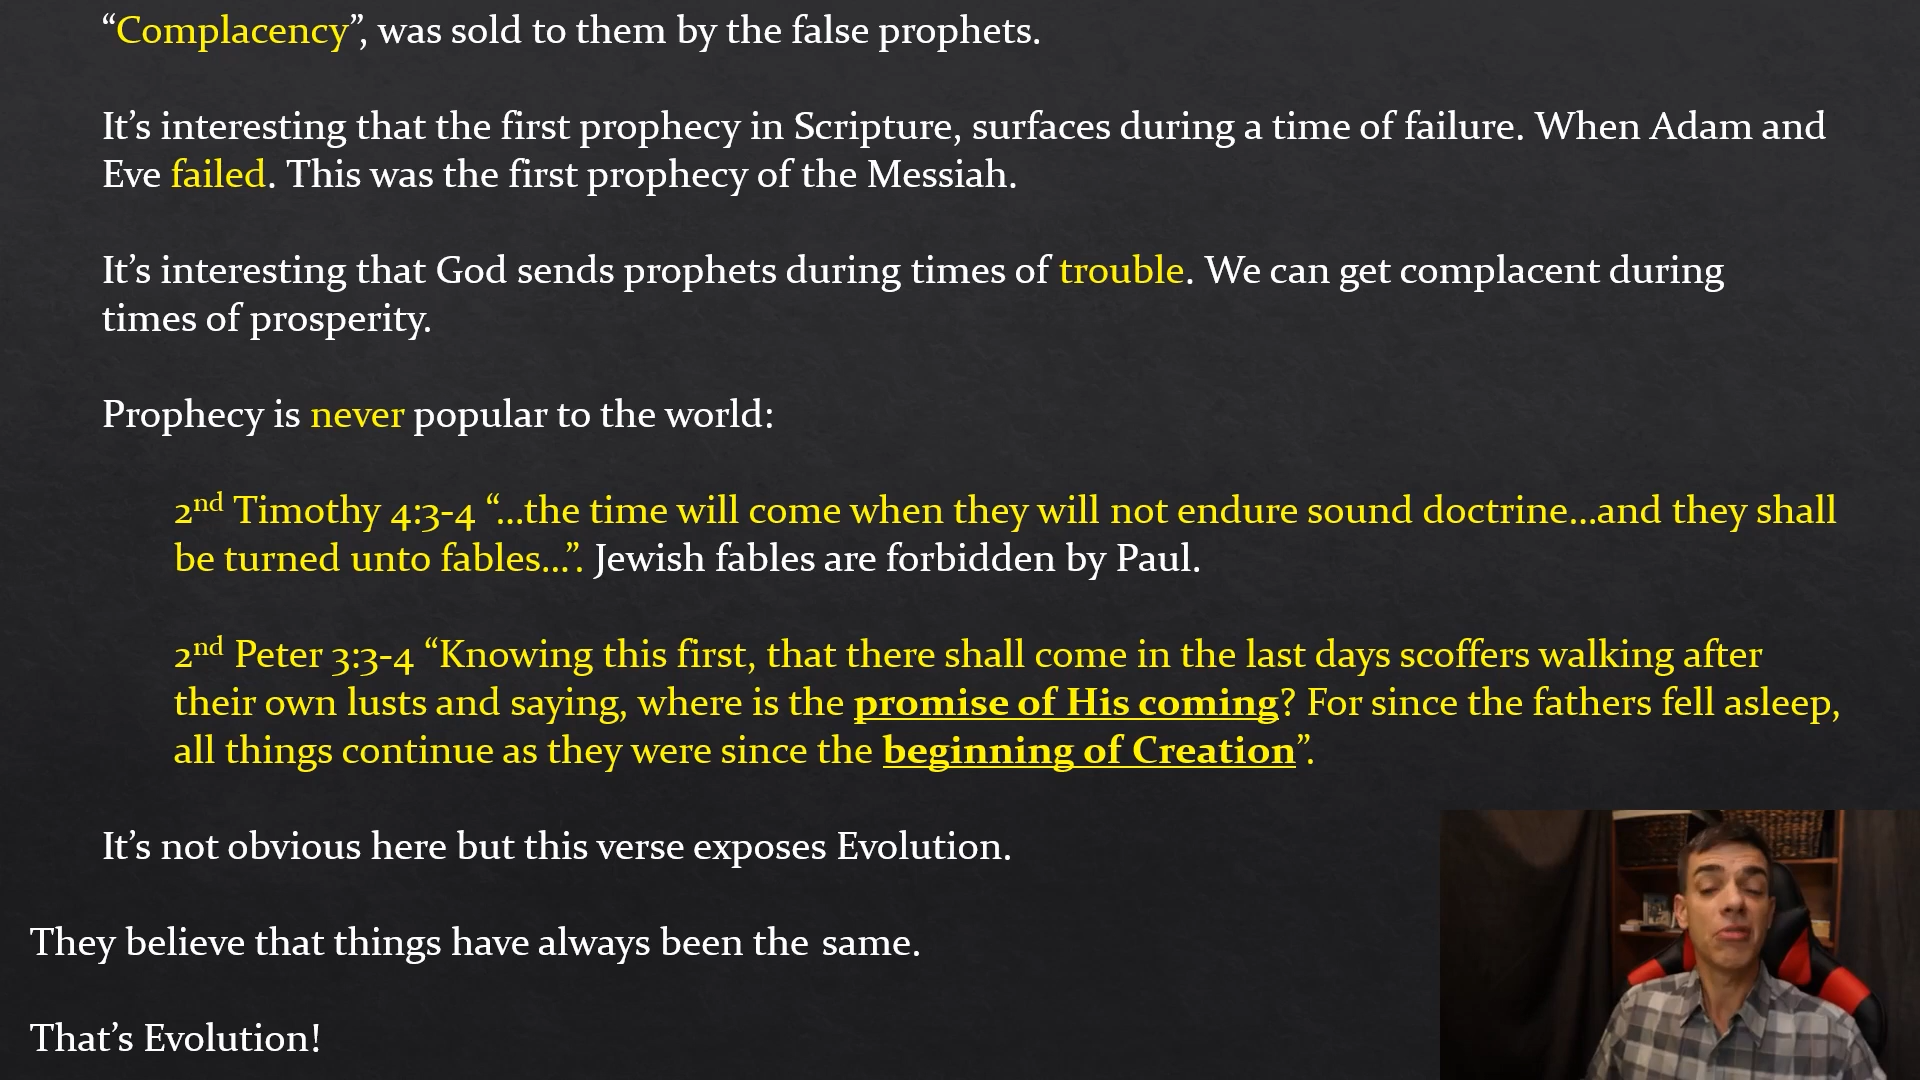 “Complacency”, was sold to them by the false prophets.
It’s interesting that the first prophecy in Scripture, surfaces during a time of failure. When Adam and
Eve failed. This was the first prophecy of the Messiah.
It’s interesting that God sends prophets during times of trouble. We can get complacent during
times of prosperity.
Prophecy is never popular to the world:
2nd Timothy 4:3-4 “…the time will come when they will not endure sound doctrine…and they shall
be turned unto fables…”. Jewish fables are forbidden by Paul.
2nd Peter 3:3-4 “Knowing this first, that there shall come in the last days scoffers walking after
their own lusts and saying, where is the promise of His coming? For since the fathers fell asleep,
all things continue as they were since the beginning of Creation”.
It’s not obvious here but this verse exposes Evolution.
They believe that things have always been the same.
That’s Evolution!